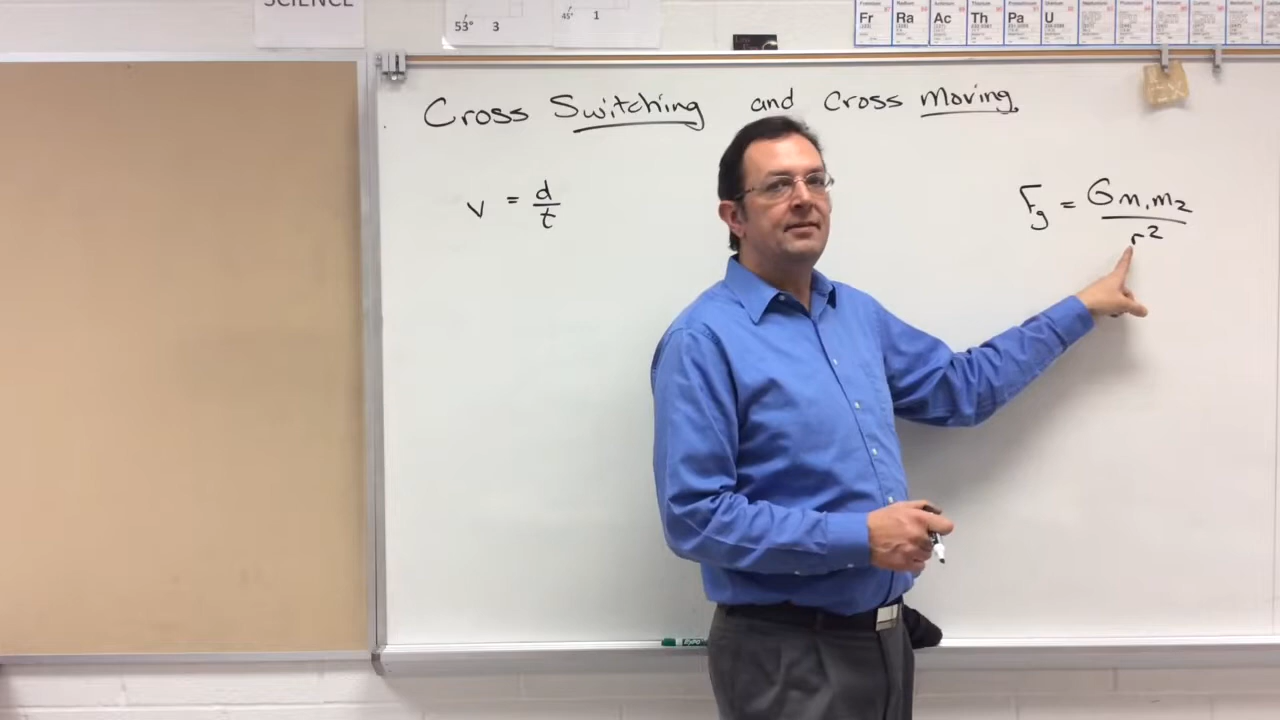 SCIENCE
53° 3
45° 1
Fr Ra Ac Th Pa U
Cross Switching and Cross Moving
v = d/t
Fg = Gm₁m₂/r²